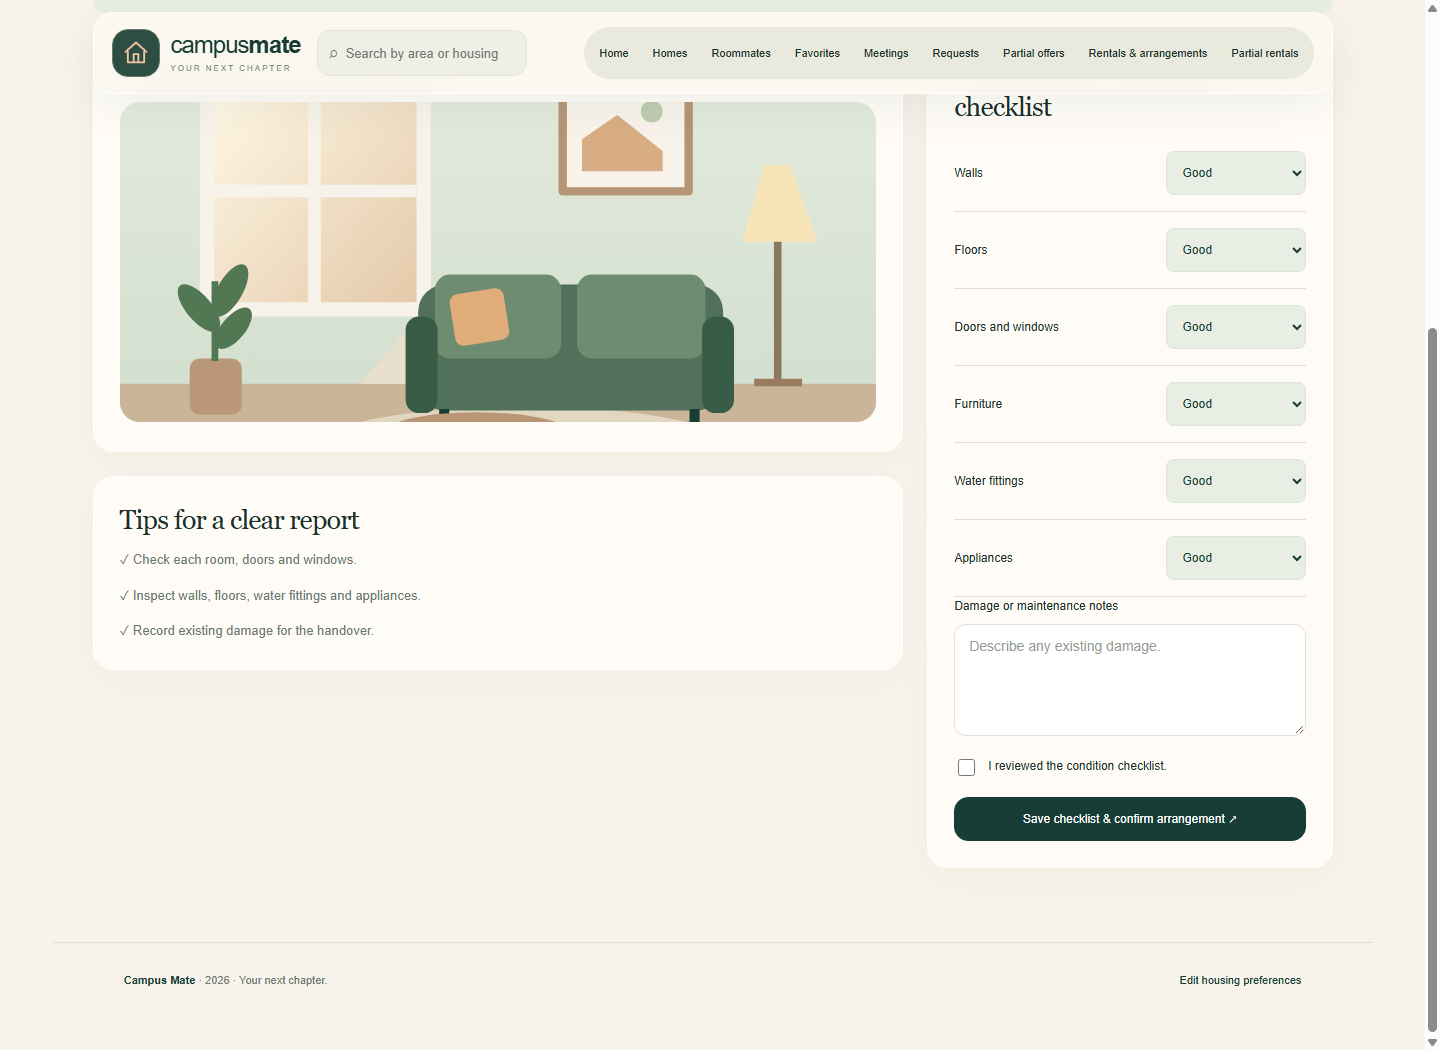 campusmate
YOUR NEXT CHAPTER
Search by area or housing
Home Homes Roommates Favorites Meetings Requests Partial offers Rentals & arrangements Partial rentals
checklist
Walls Good
Floors Good
Doors and windows Good
Furniture Good
Water fittings Good
Appliances Good
Damage or maintenance notes
Describe any existing damage.
I reviewed the condition checklist.
Save checklist & confirm arrangement ↗
Tips for a clear report
✓ Check each room, doors and windows.
✓ Inspect walls, floors, water fittings and appliances.
✓ Record existing damage for the handover.
Campus Mate · 2026 · Your next chapter.
Edit housing preferences